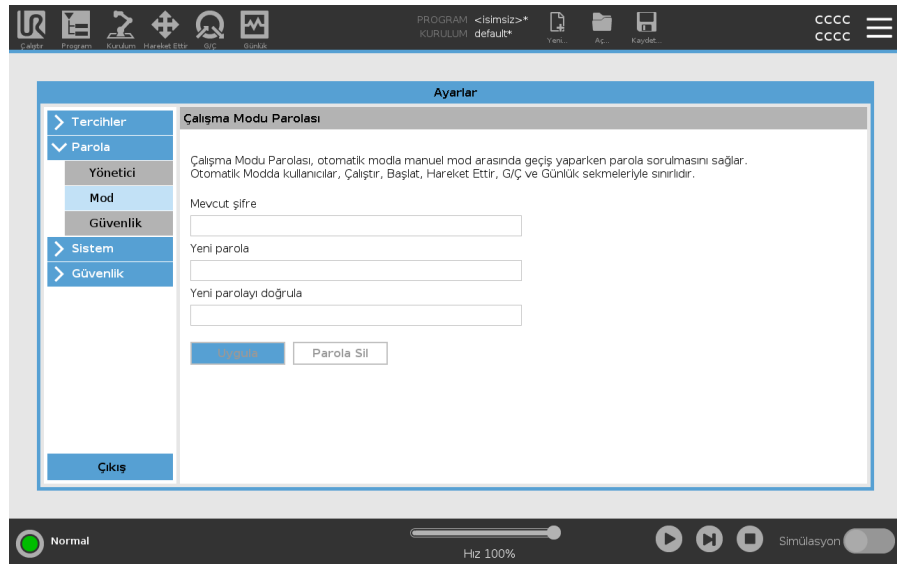 UR
PROGRAM <isimsiz>*
KURULUM default*
cccc
cccc
Çalıştır Program Kurulum Hareket Ettir G/Ç Günlük Yeni... Aç... Kaydet...
Ayarlar
Tercihler
Parola
Yönetici
Mod
Güvenlik
Sistem
Güvenlik
Çıkış
Çalışma Modu Parolası
Çalışma Modu Parolası, otomatik modla manuel mod arasında geçiş yaparken parola sorulmasını sağlar.
Otomatik Modda kullanıcılar, Çalıştır, Başlat, Hareket Ettir, G/Ç ve Günlük sekmeleriyle sınırlıdır.
Mevcut şifre
Yeni parola
Yeni parolayı doğrula
Uygula Parola Sil
Normal
Hız 100%
Simülasyon